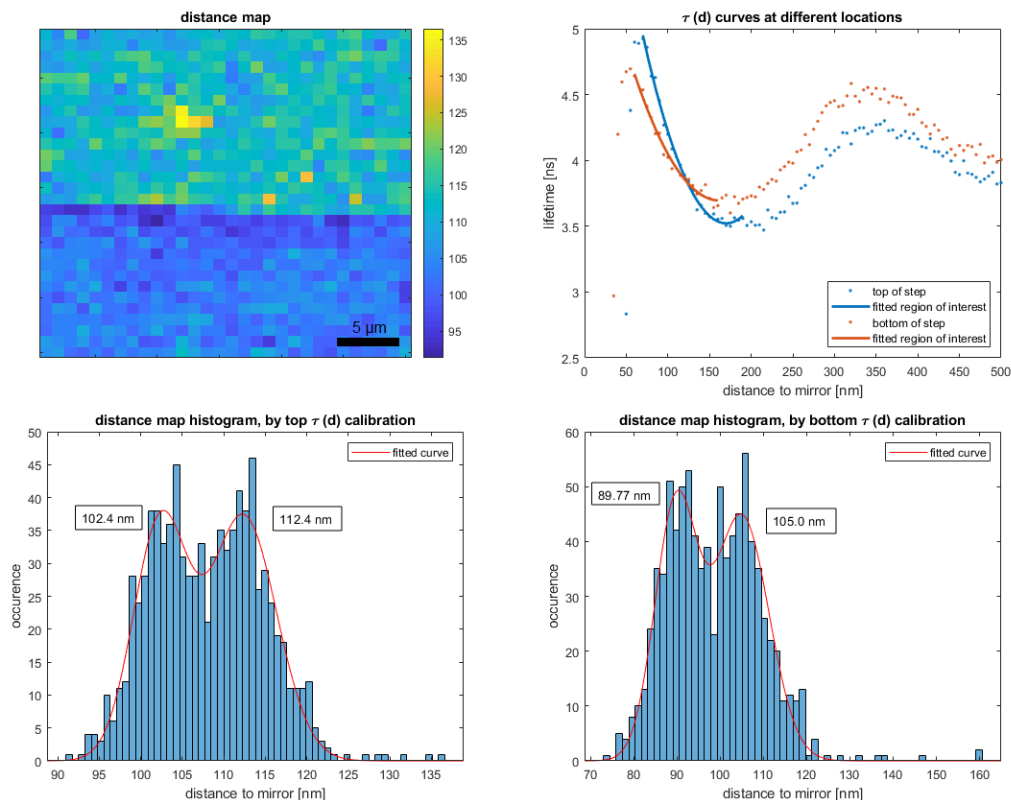 distance map
135
130
125
120
115
110
105
100
95
5 µm
τ (d) curves at different locations
lifetime [ns]
5
4.5
4
3.5
3
2.5
0 50 100 150 200 250 300 350 400 450 500
distance to mirror [nm]
top of step
fitted region of interest
bottom of step
fitted region of interest
distance map histogram, by top τ (d) calibration
occurence
50
45
40
35
30
25
20
15
10
5
0
90 95 100 105 110 115 120 125 130 135
distance to mirror [nm]
fitted curve
102.4 nm
112.4 nm
distance map histogram, by bottom τ (d) calibration
occurence
60
50
40
30
20
10
0
70 80 90 100 110 120 130 140 150 160
distance to mirror [nm]
fitted curve
89.77 nm
105.0 nm